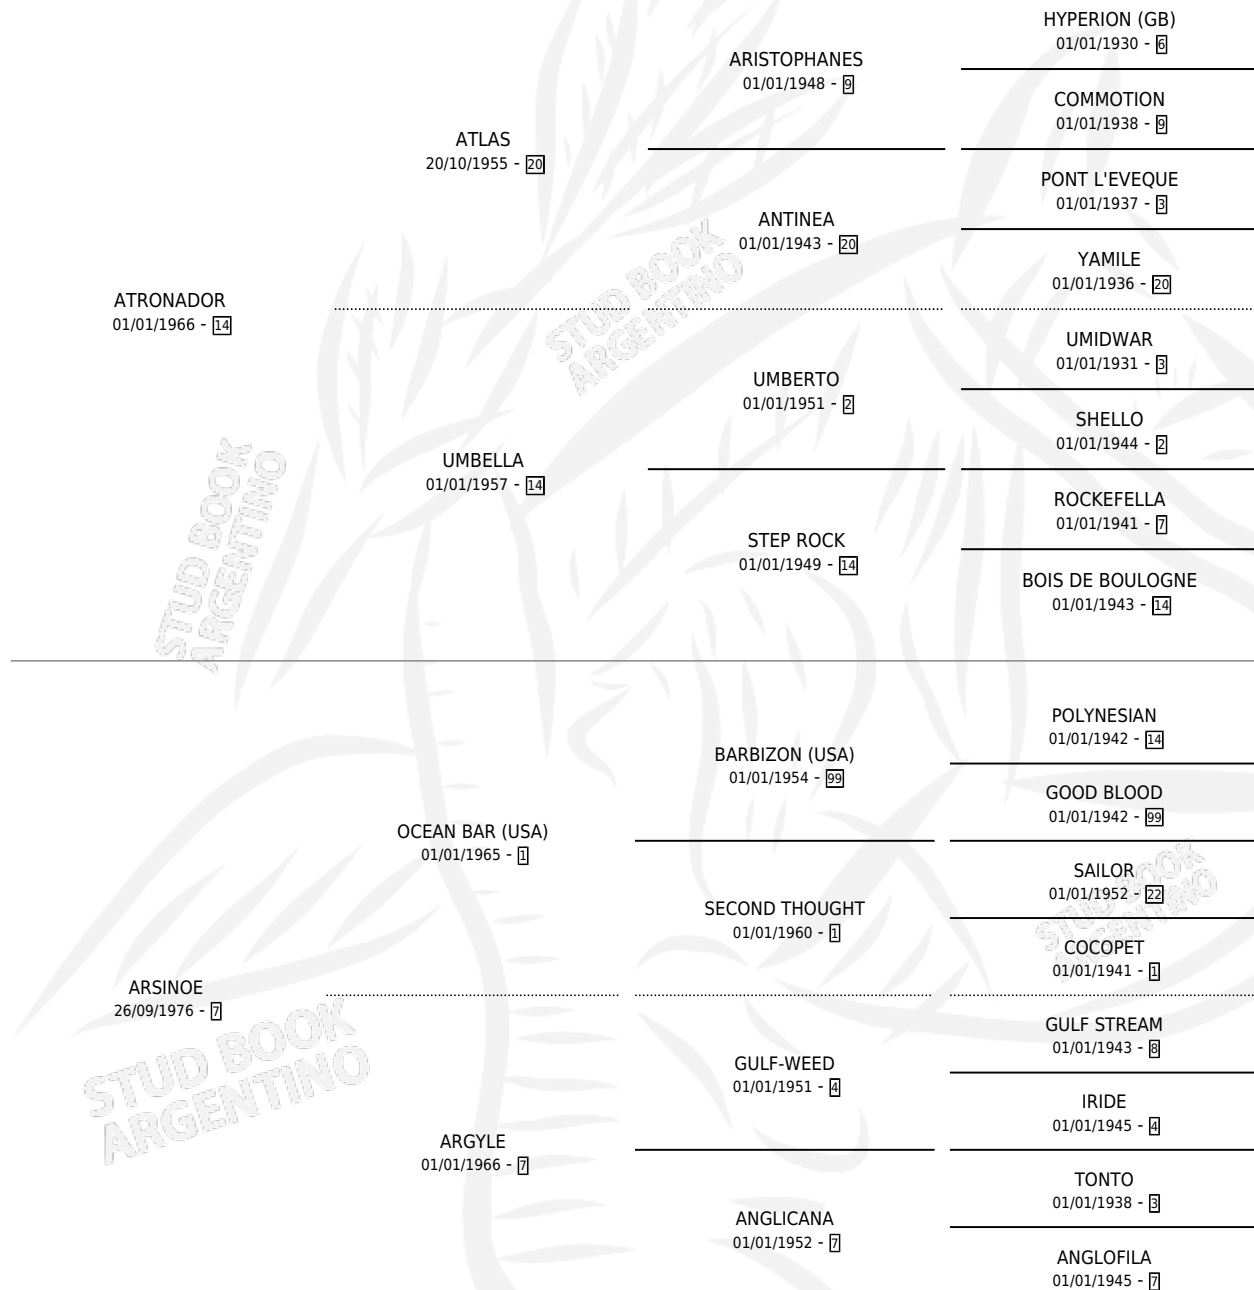 HYPERION (GB)
01/01/1930 - 6
ARISTOPHANES
01/01/1948 - 9
COMMOTION
01/01/1938 - 9
ATLAS
20/10/1955 - 20
PONT L'EVEQUE
01/01/1937 - 3
ANTINEA
01/01/1943 - 20
YAMILE
01/01/1936 - 20
ATRONADOR
01/01/1966 - 14
UMIDWAR
01/01/1931 - 3
UMBERTO
01/01/1951 - 2
SHELLO
01/01/1944 - 2
UMBELLA
01/01/1957 - 14
ROCKEFELLA
01/01/1941 - 7
STEP ROCK
01/01/1949 - 14
BOIS DE BOULOGNE
01/01/1943 - 14
POLYNESIAN
01/01/1942 - 14
BARBIZON (USA)
01/01/1954 - 99
GOOD BLOOD
01/01/1942 - 99
OCEAN BAR (USA)
01/01/1965 - 1
SAILOR
01/01/1952 - 22
SECOND THOUGHT
01/01/1960 - 1
COCOPET
01/01/1941 - 1
ARSINOE
26/09/1976 - 7
GULF STREAM
01/01/1943 - 8
GULF-WEED
01/01/1951 - 4
IRIDE
01/01/1945 - 4
ARGYLE
01/01/1966 - 7
TONTO
01/01/1938 - 3
ANGLICANA
01/01/1952 - 7
ANGLOFILA
01/01/1945 - 7
STUD BOOK
ARGENTINO
STUD BOOK
ARGENTINO
STUD BOOK
ARGENTINO
STUD BOOK
ARGENTINO